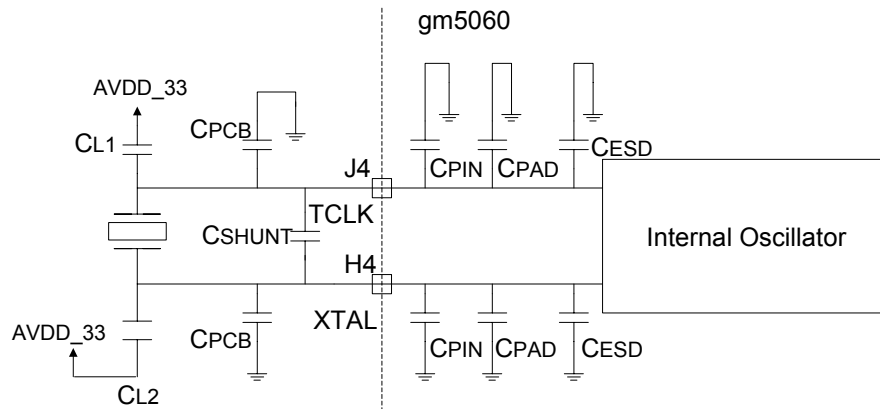 gm5060
AVDD_33
CL1
CPCB
J4
CPIN
CPAD
CESD
TCLK
CSHUNT
Internal Oscillator
H4
AVDD_33
CPCB
XTAL
CPIN
CPAD
CESD
CL2